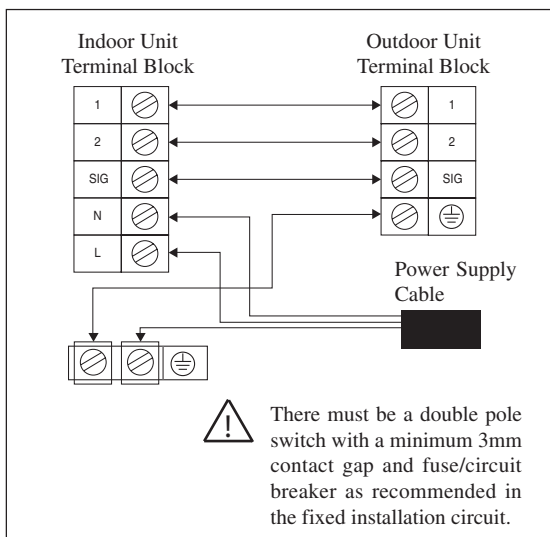 Indoor Unit
Terminal Block
Outdoor Unit
Terminal Block
1
2
SIG
N
L
1
2
SIG
Power Supply
Cable
There must be a double pole
switch with a minimum 3mm
contact gap and fuse/circuit
breaker as recommended in
the fixed installation circuit.